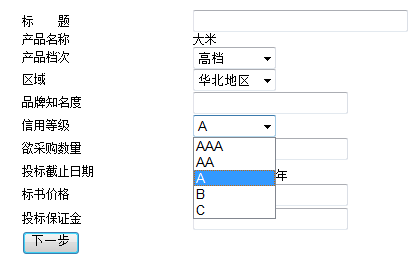 标 题
产品名称 大米
产品档次 高档
区域 华北地区
品牌知名度
信用等级 A
AAA
欲采购数量
AA
投标截止日期 A 年
标书价格 B
C
投标保证金
下一步